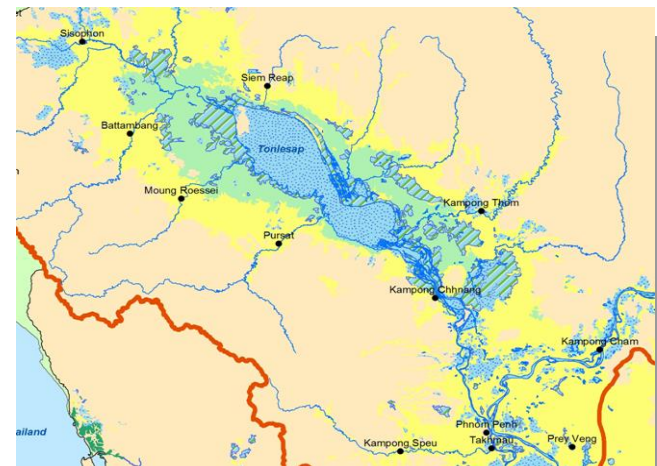 Sisophon
Siem Reap
Battambang
Tonlesap
Moung Roessei
Kampong Thum
Pursat
Kampong Chhnang
Kampong Cham
Phnom Penh
ailand
Kampong Speu
Takhmau
Prey Veng